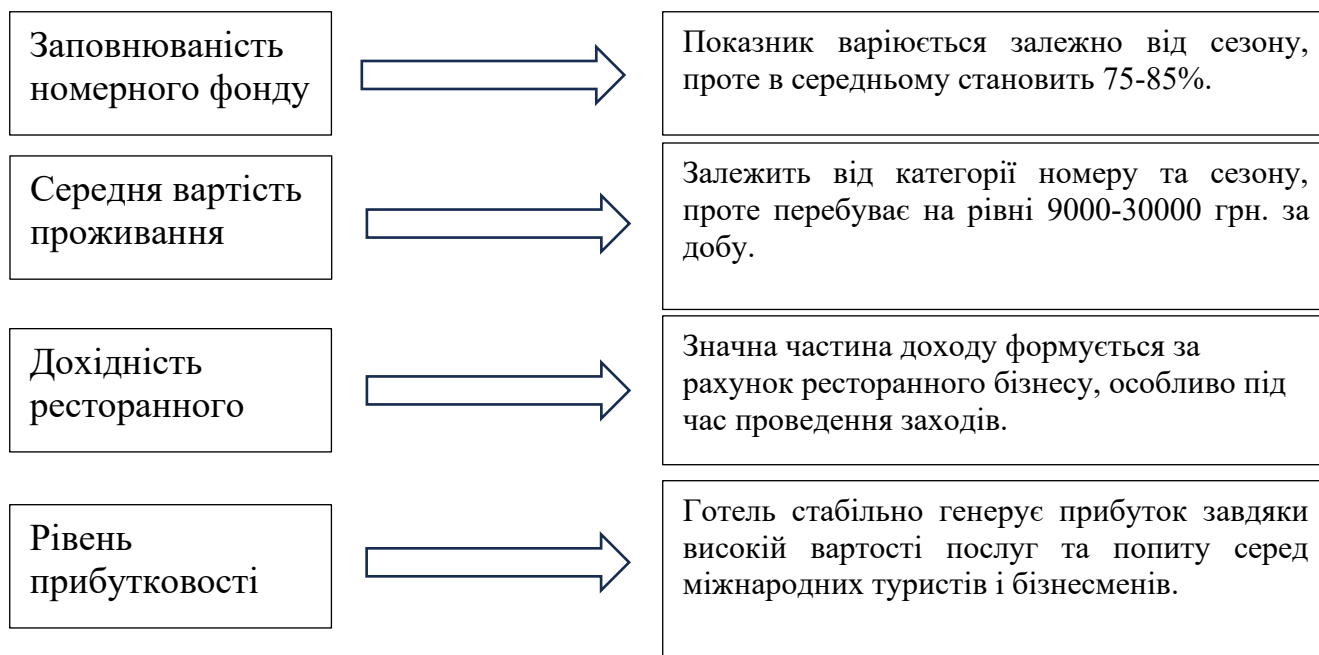 Заповнюваність
номерного фонду
Показник варіюється залежно від сезону,
проте в середньому становить 75-85%.
Середня вартість
проживання
Залежить від категорії номеру та сезону,
проте перебуває на рівні 9000-30000 грн. за
добу.
Дохідність
ресторанного
Значна частина доходу формується за
рахунок ресторанного бізнесу, особливо під
час проведення заходів.
Рівень
прибутковості
Готель стабільно генерує прибуток завдяки
високій вартості послуг та попиту серед
міжнародних туристів і бізнесменів.